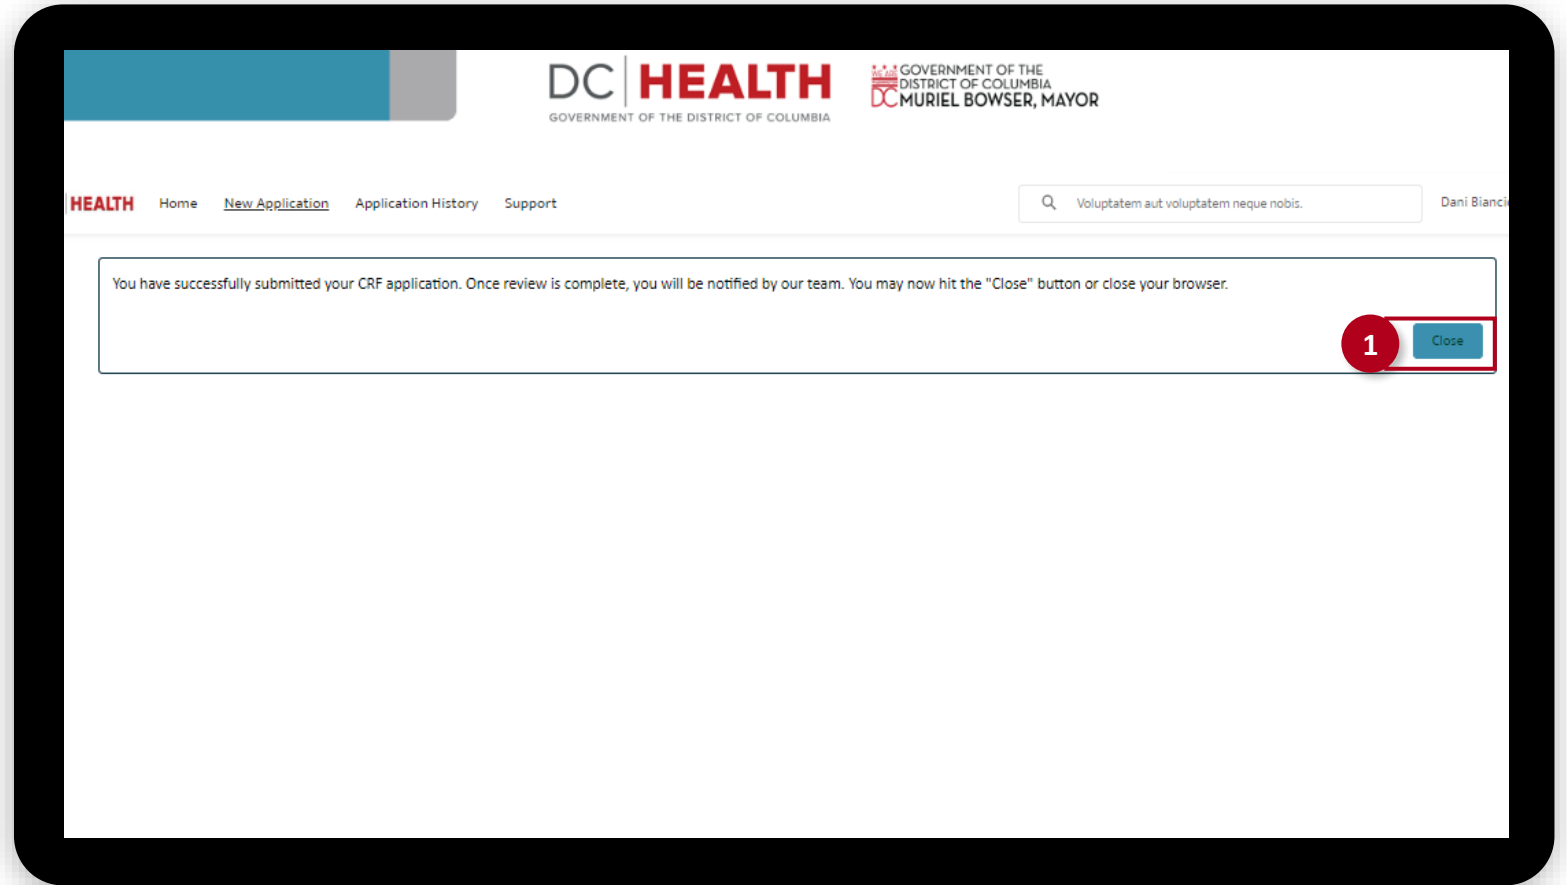 DC HEALTH
GOVERNMENT OF THE DISTRICT OF COLUMBIA
WE ARE DC
GOVERNMENT OF THE
DISTRICT OF COLUMBIA
MURIEL BOWSER, MAYOR
HEALTH Home New Application Application History Support Voluptatem aut voluptatem neque nobis. Dani
You have successfully submitted your CRF application. Once review is complete, you will be notified by our team. You may now hit the "Close" button or close your browser.
1 Close